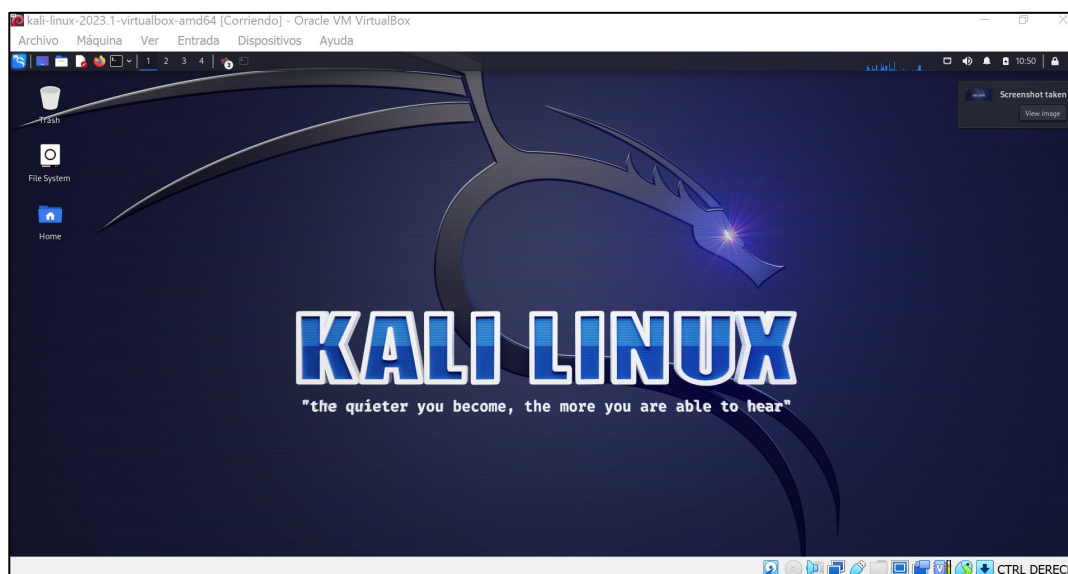 kali-linux-2023.1-virtualbox-amd64 [Corriendo] - Oracle VM VirtualBox
Archivo Máquina Ver Entrada Dispositivos Ayuda
1 2 3 4 3 10:50
Screenshot taken
View image
Trash
File System
Home
KALI LINUX
"the quieter you become, the more you are able to hear"
CTRL DEREC